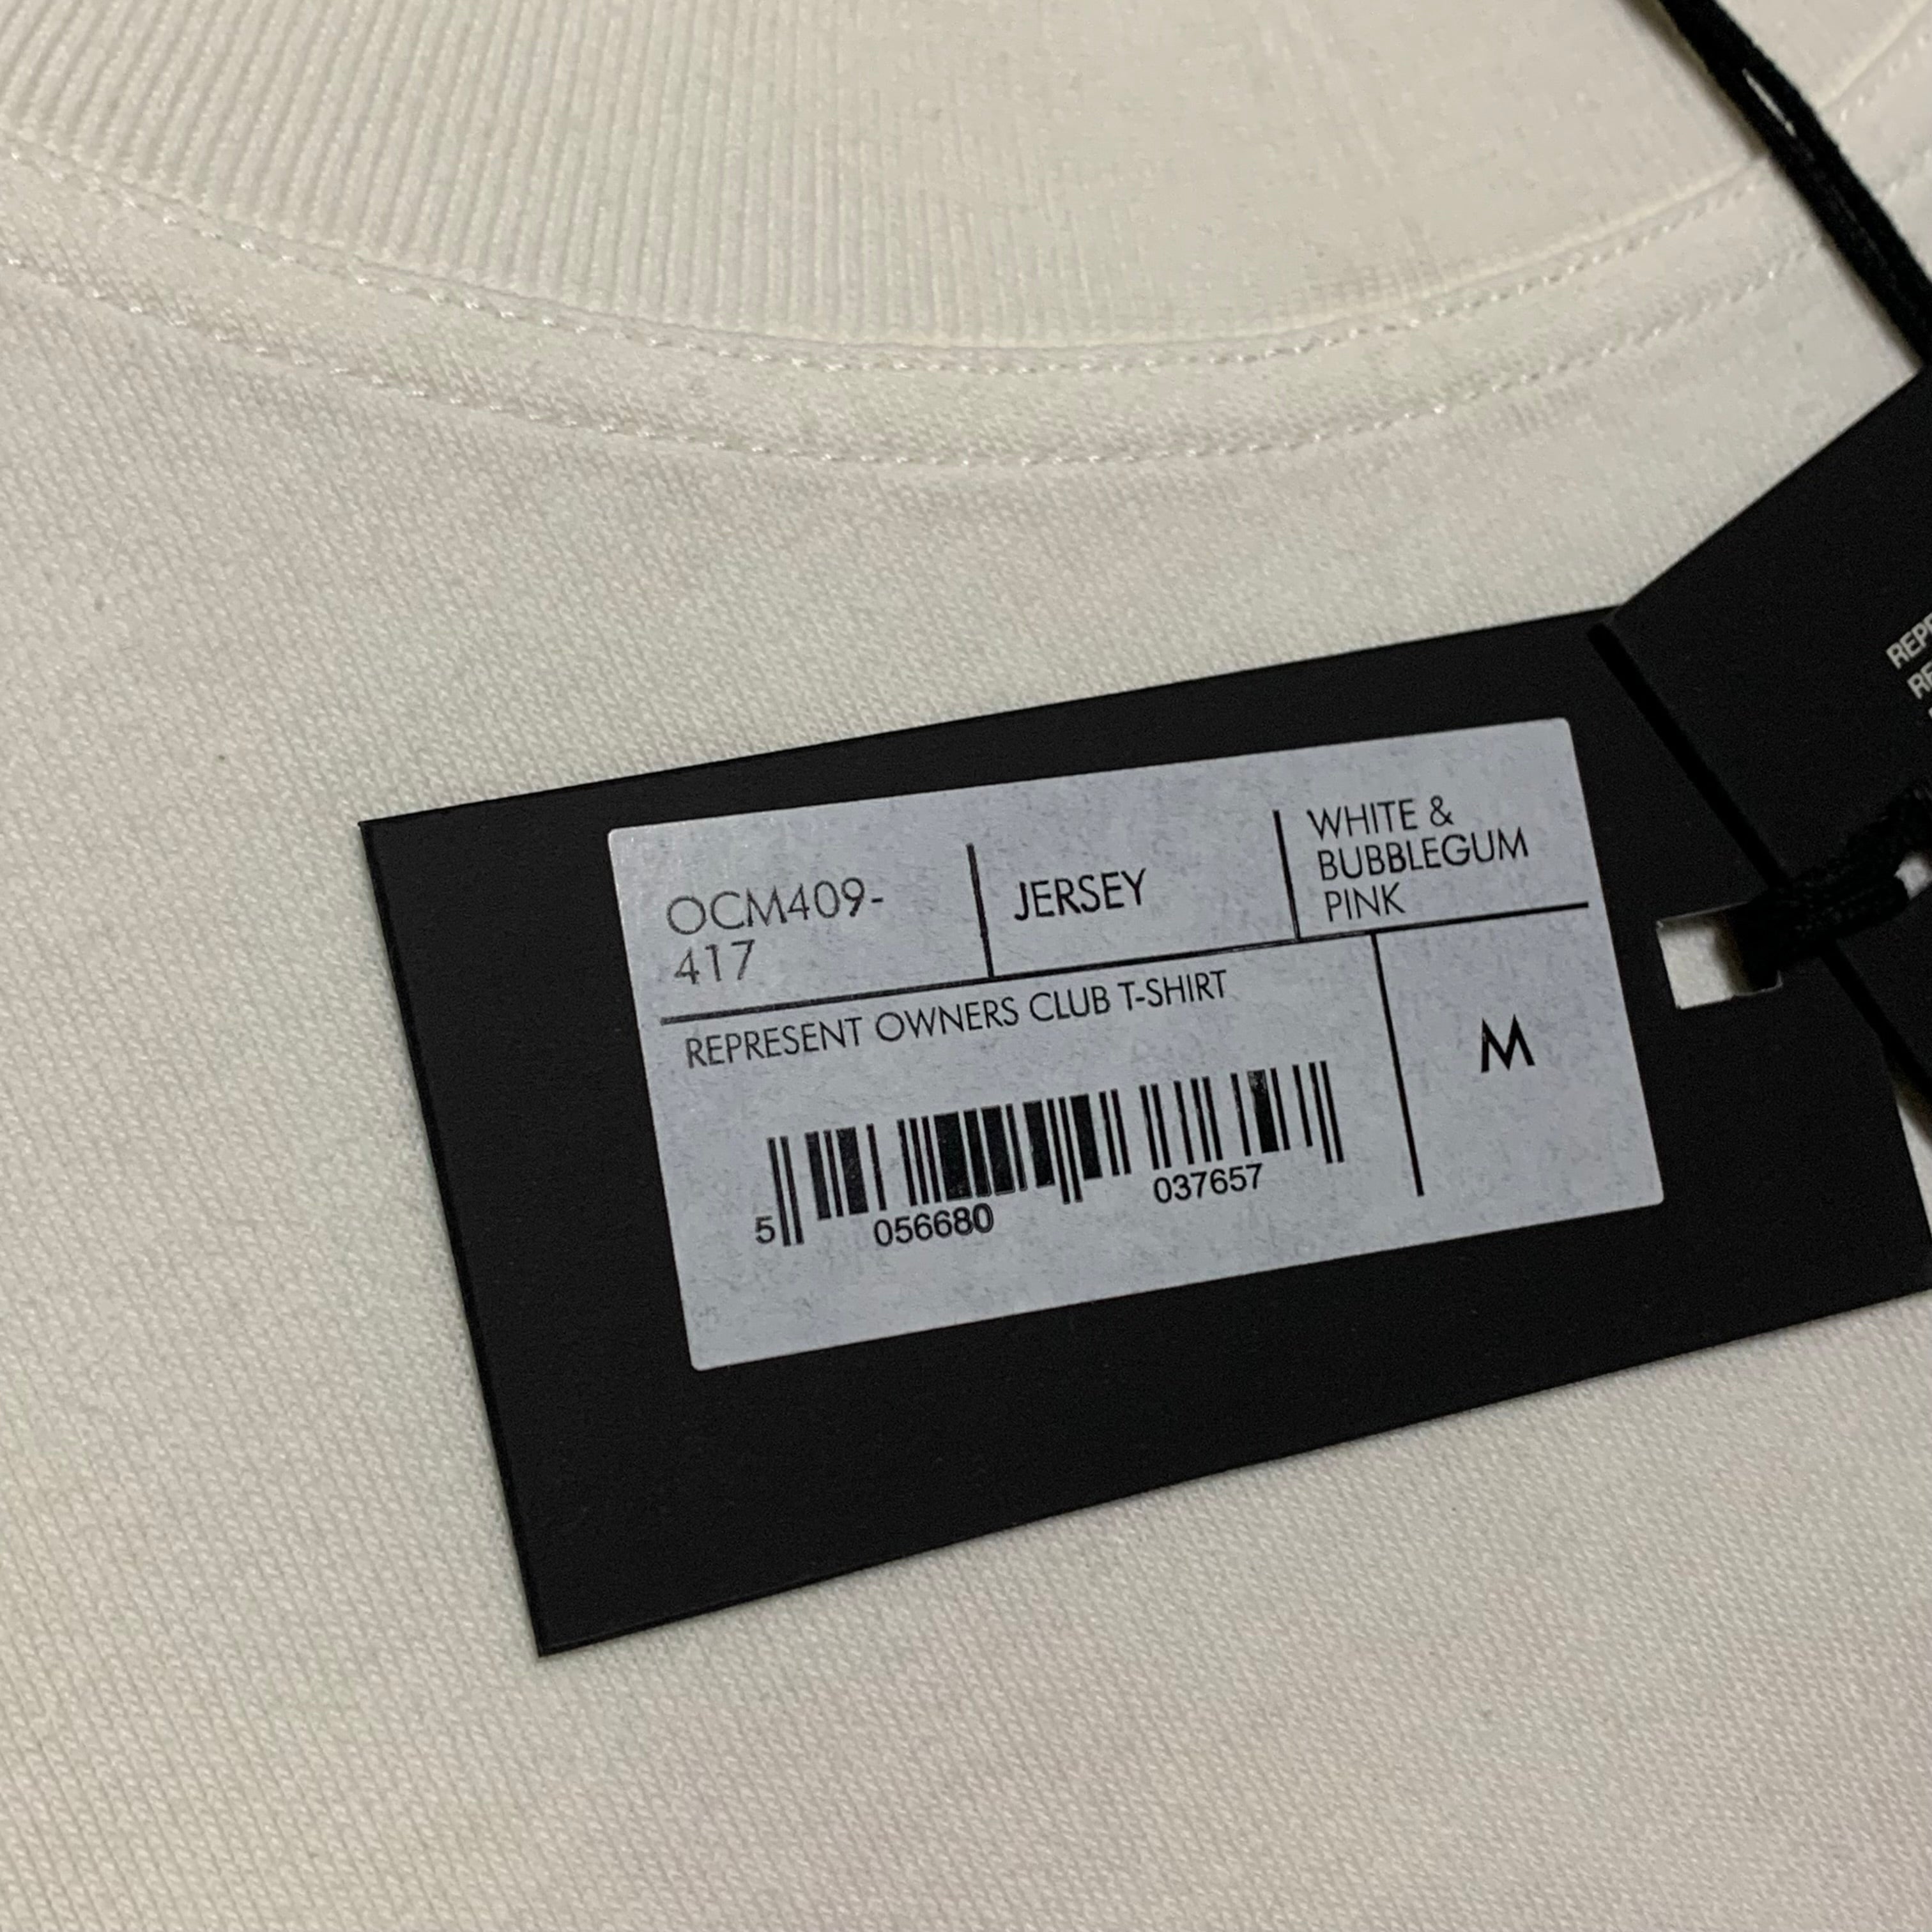 OCM409-
417
JERSEY
WHITE &
BUBBLEGUM
PINK
REPRESENT OWNERS CLUB T-SHIRT
M
5 056680 037657